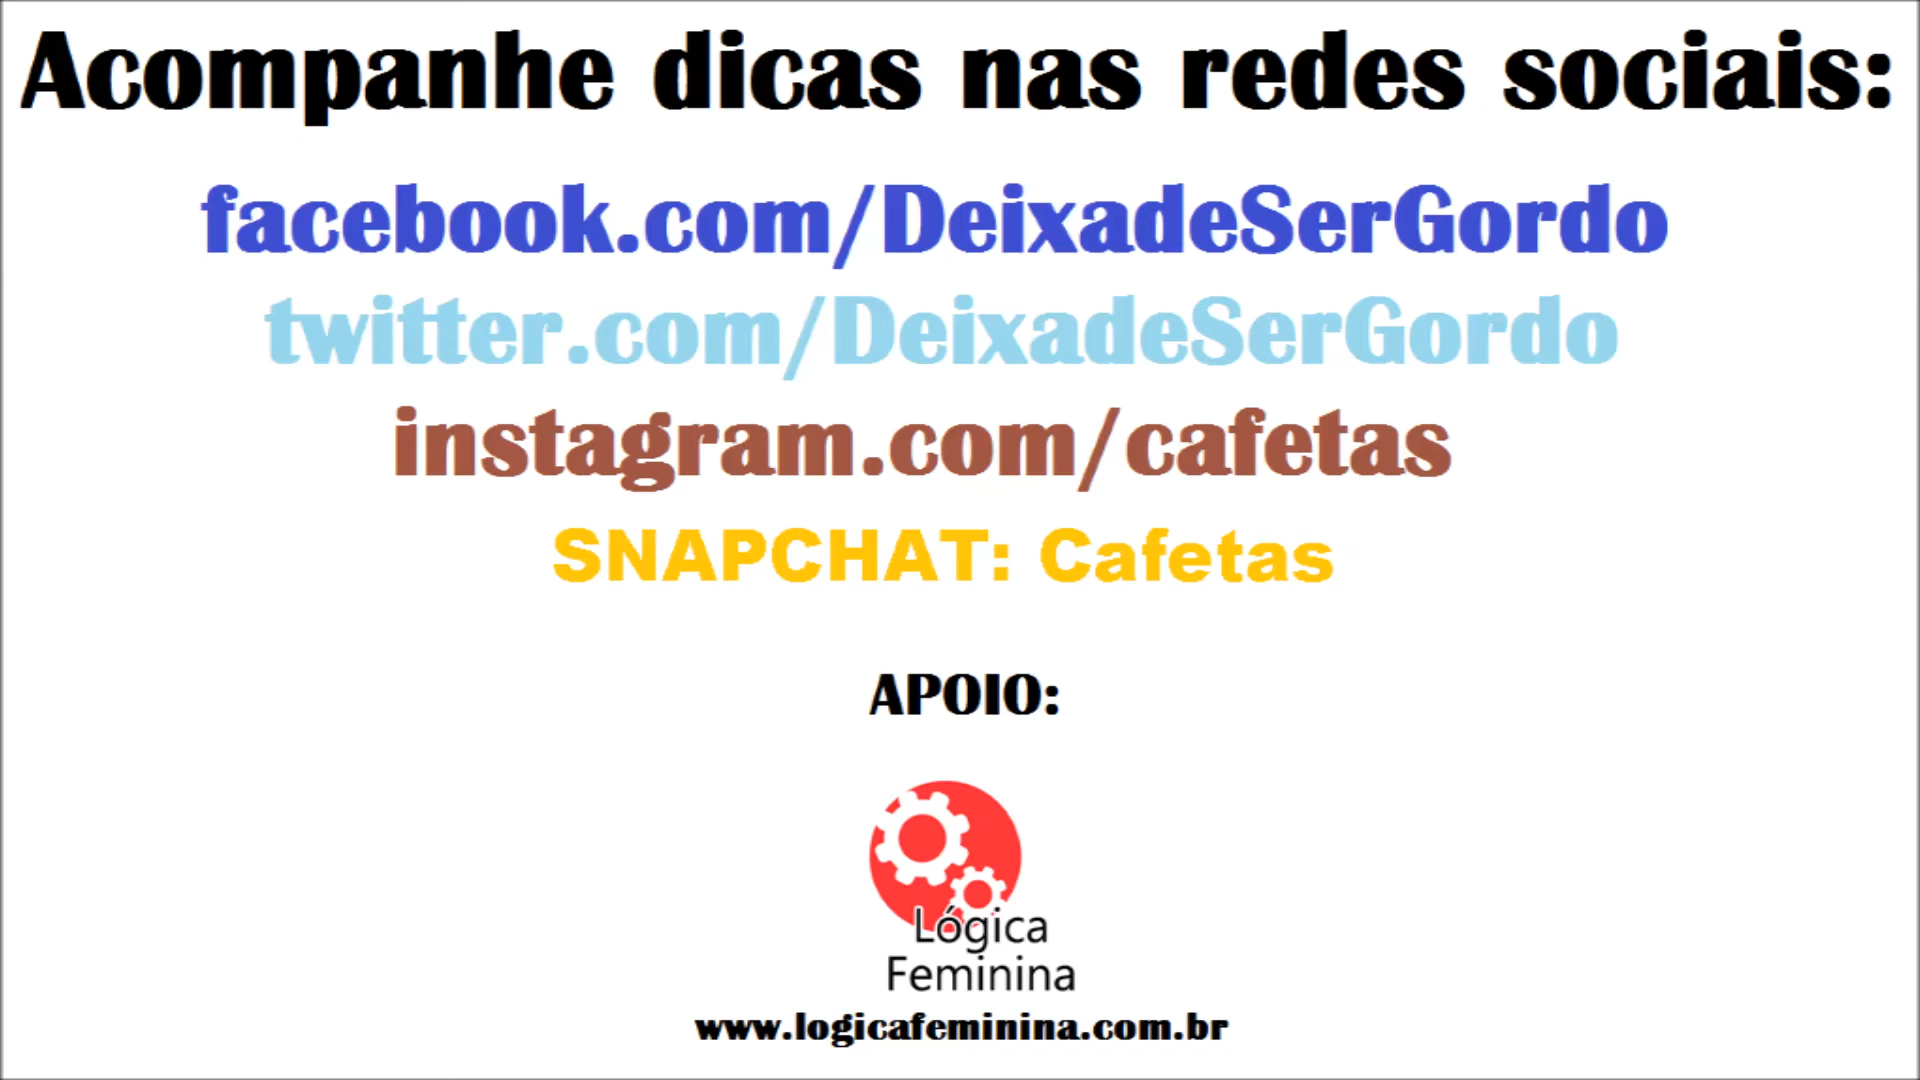 Acompanhe dicas nas redes sociais:
facebook.com/DeixadeSerGordo
twitter.com/DeixadeSerGordo
instagram.com/cafetas
SNAPCHAT: Cafetas
APOIO:
Lógica
Feminina
www.logicafeminina.com.br